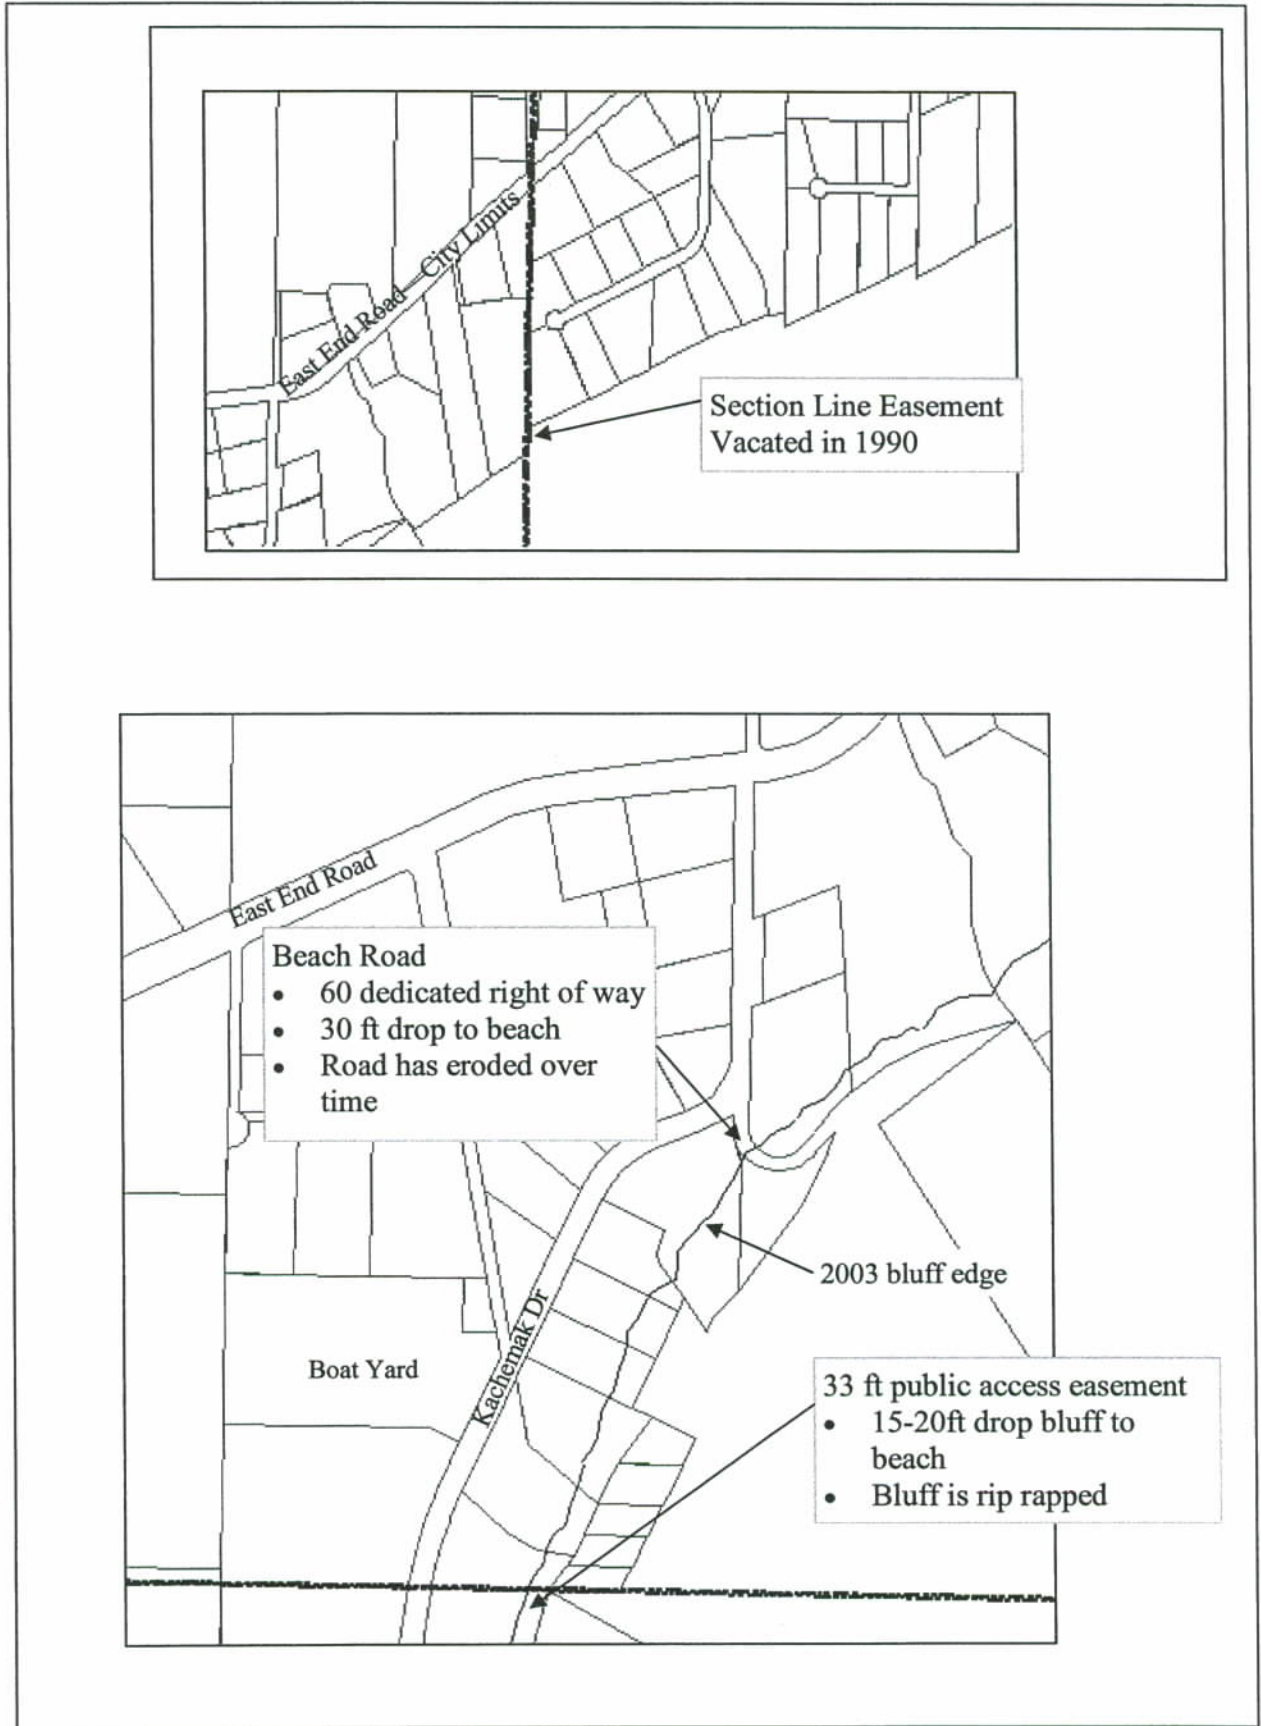 City Limits
East End Road
Section Line Easement
Vacated in 1990
East End Road
Beach Road
• 60 dedicated right of way
• 30 ft drop to beach
• Road has eroded over
time
2003 bluff edge
Kachemak Dr
Boat Yard
33 ft public access easement
• 15-20ft drop bluff to
beach
• Bluff is rip rapped